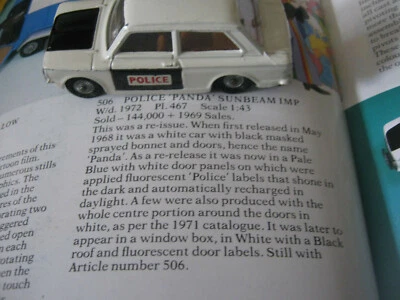 POLICE
506 POLICE 'PANDA' SUNBEAM IMP
W/d. 1972 Pl. 467 Scale 1:43
Sold – 144,000 + 1969 Sales.
This was a re-issue. When first released in May
1968 it was a white car with black masked
sprayed bonnet and doors, hence the name
'Panda'. As a re-release it was now in a Pale
Blue with white door panels on which were
applied fluorescent 'Police' labels that shone in
the dark and automatically recharged in
daylight. A few were also produced with the
whole centre portion around the doors in
white, as per the 1971 catalogue. It was later to
appear in a window box, in White with a Black
roof and fluorescent door labels. Still with
Article number 506.
LOW
ements of this
toon film.
umerous stills
phics. The
d in the
res of the
orating two
ggered
ed open
n each
otating
when the